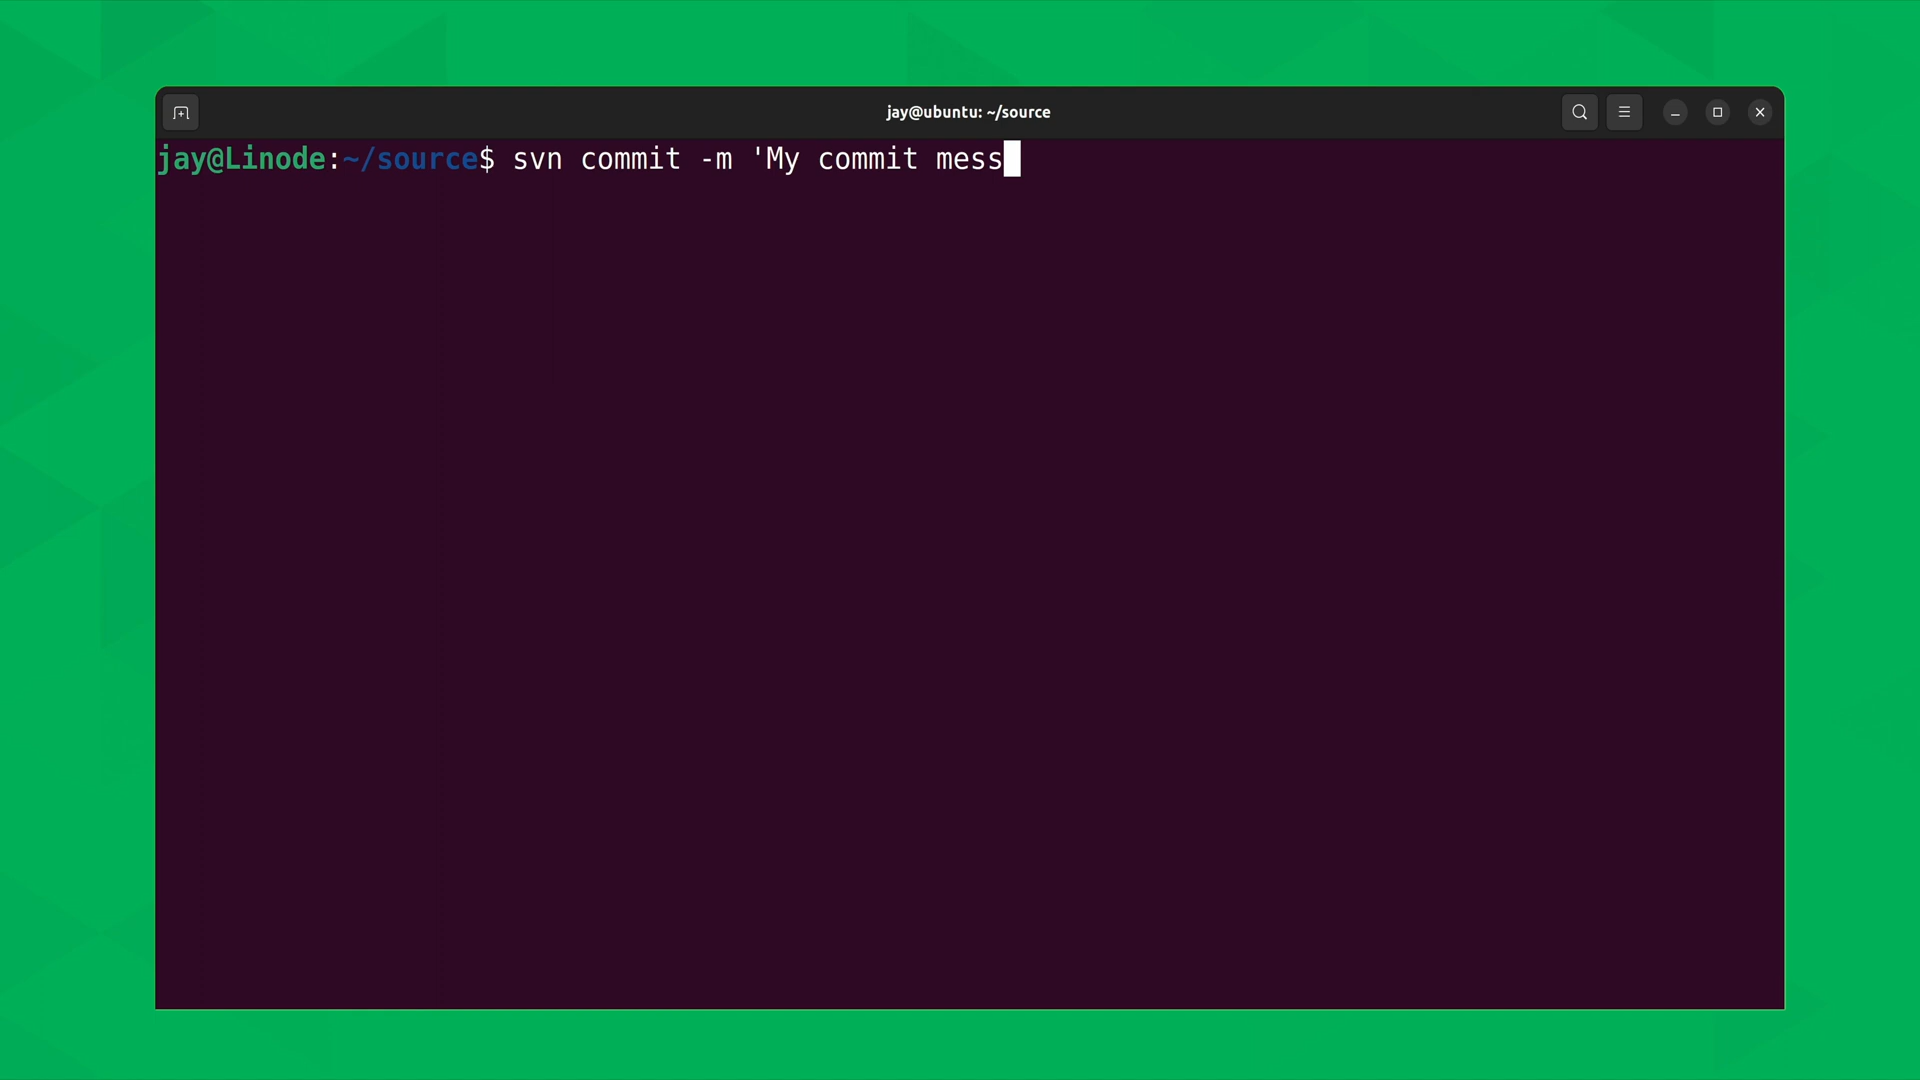 jay@ubuntu: ~/source
jay@Linode:~/source$ svn commit -m 'My commit mess